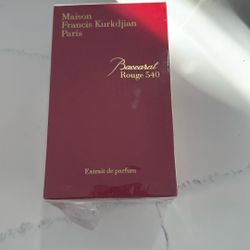 Maison
Francis Kurkdjian
Paris
Baccarat
Rouge 540
Extrait de parfum